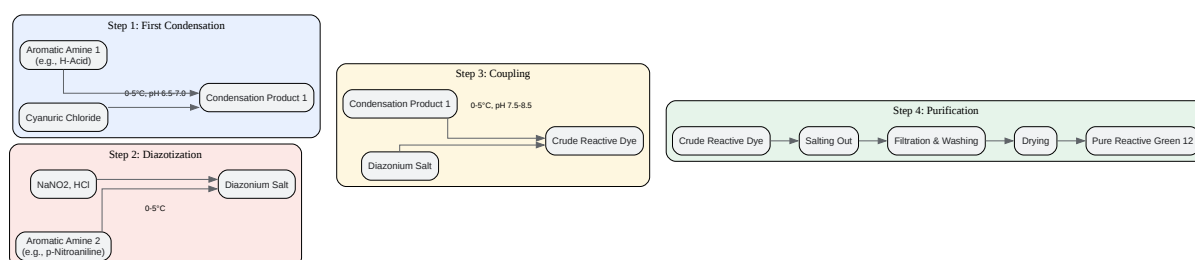 Step 1: First Condensation
Aromatic Amine 1
(e.g., H-Acid)
0-5°C, pH 6.5-7.0
Condensation Product 1
Cyanuric Chloride
Step 2: Diazotization
NaNO2, HCl
Diazonium Salt
0-5°C
Aromatic Amine 2
(e.g., p-Nitroaniline)
Step 3: Coupling
Condensation Product 1
0-5°C, pH 7.5-8.5
Crude Reactive Dye
Diazonium Salt
Step 4: Purification
Crude Reactive Dye
Salting Out
Filtration & Washing
Drying
Pure Reactive Green 12